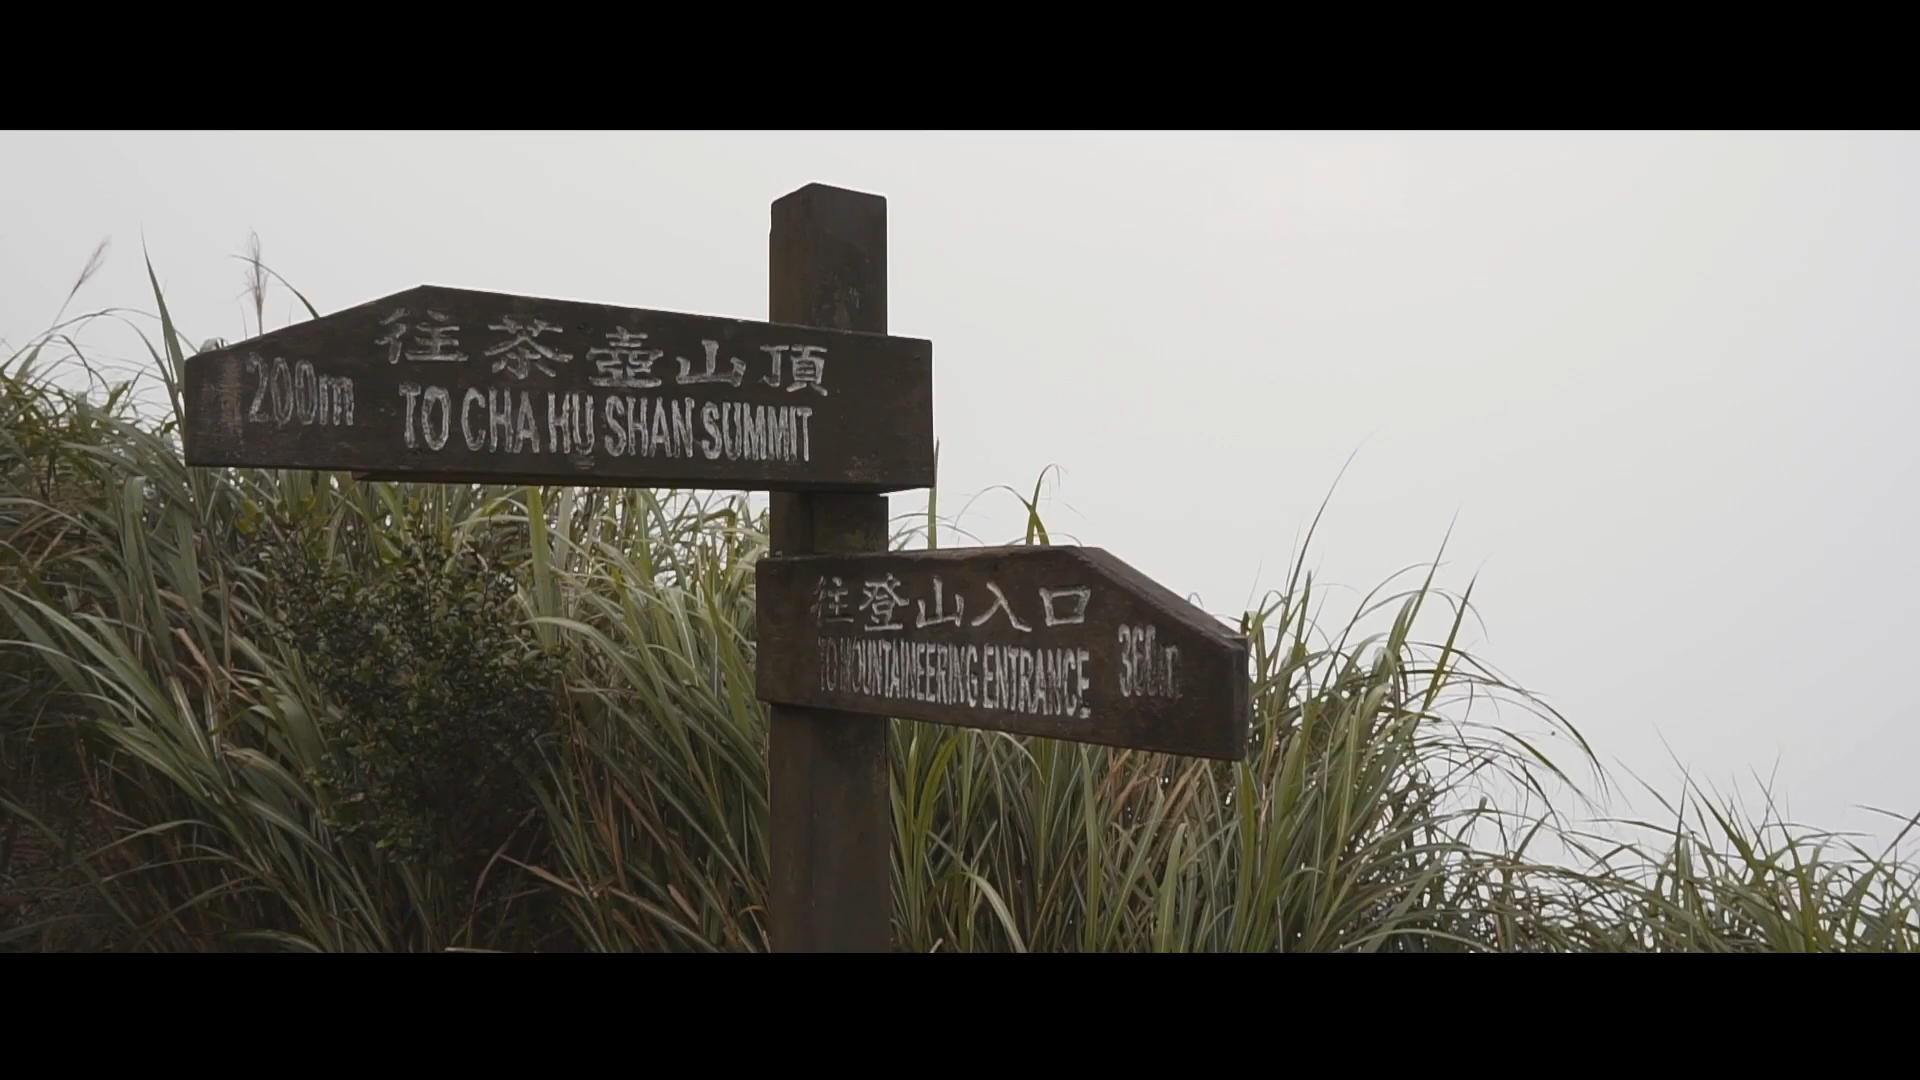 往茶壺山頂
200m
TO CHA HU SHAN SUMMIT
往登山入口
TO MOUNTAINEERING ENTRANCE
360m